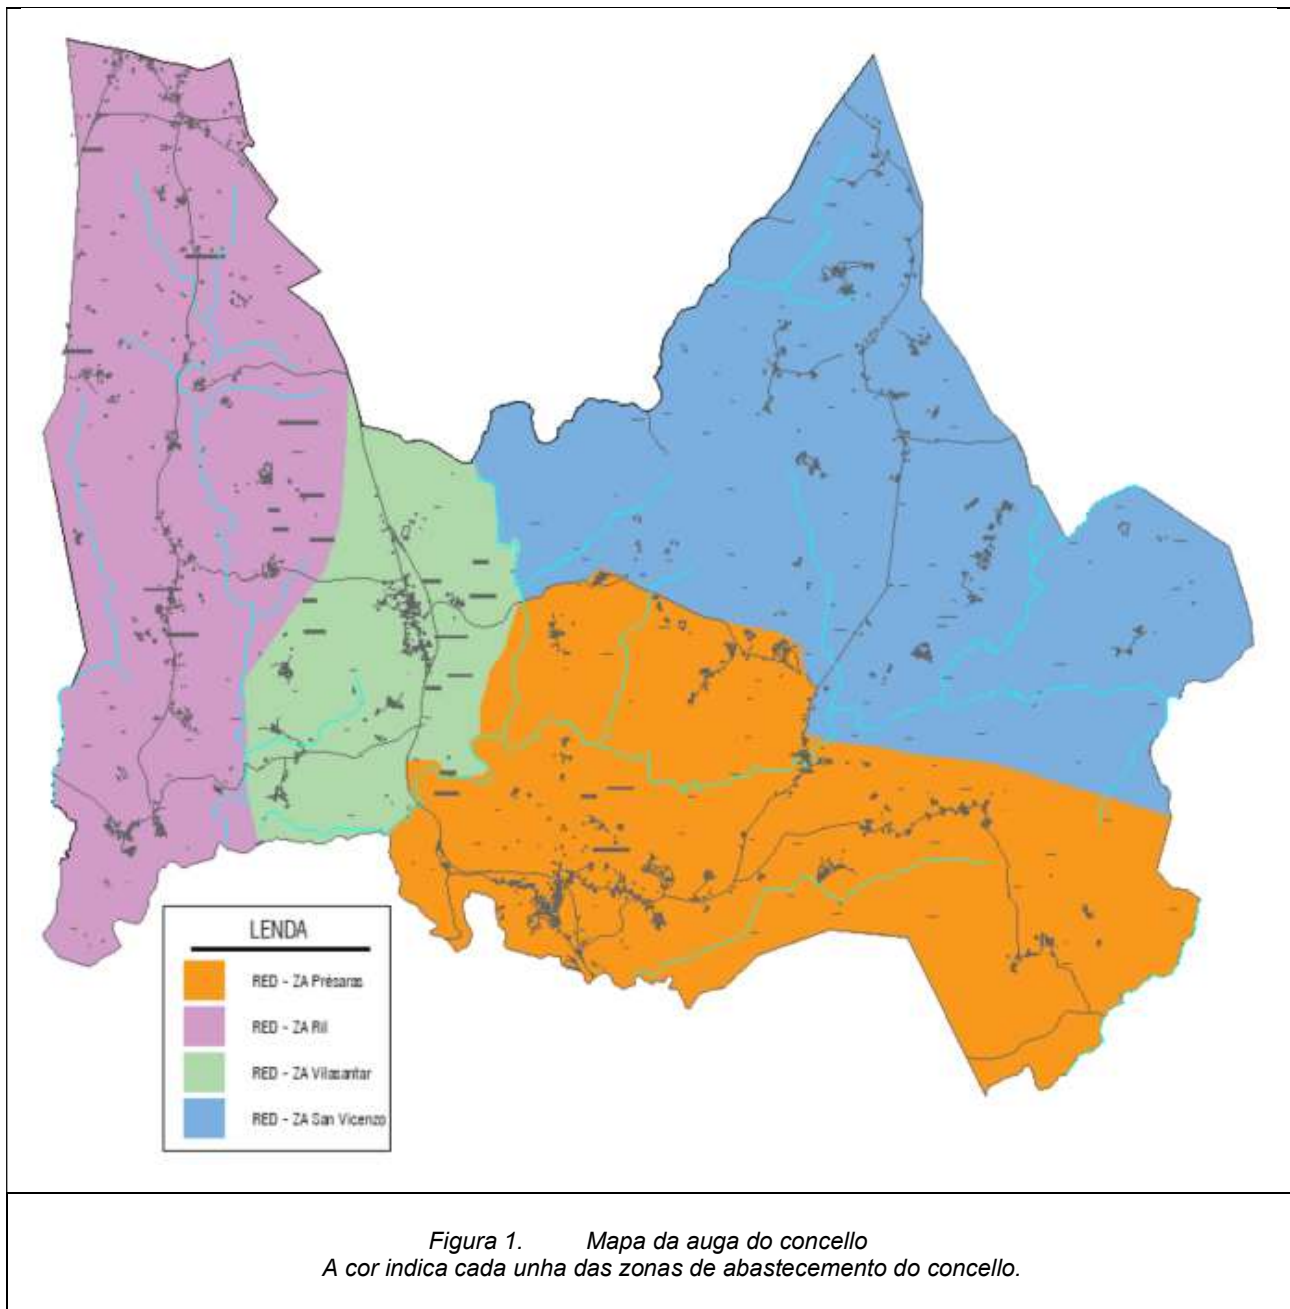 LENDA
RED - ZA Présaras
RED - ZA Ril
RED - ZA Vilasantar
RED - ZA San Vicenzo
Figura 1. Mapa da auga do concello
A cor indica cada unha das zonas de abastecemento do concello.